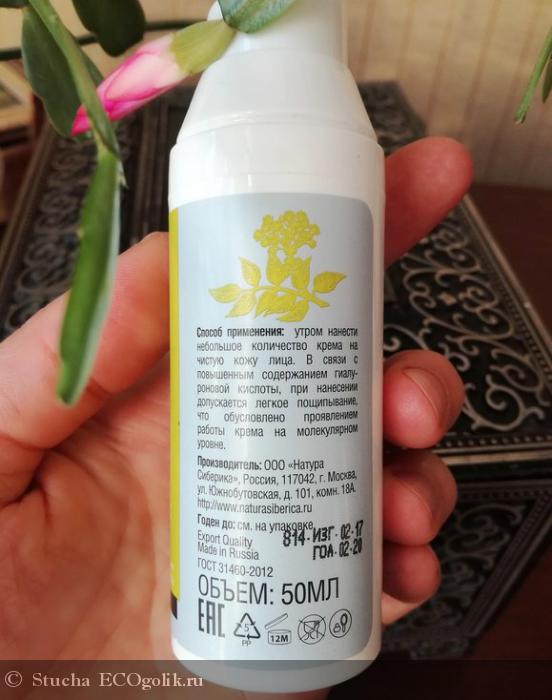 Способ применения: утром нанести
небольшое количество крема на
чистую кожу лица. В связи с
повышенным содержанием гиалу-
роновой кислоты, при нанесении
допускается легкое пощипывание,
что обусловлено проявлением
работы крема на молекулярном
уровне.
Производитель: ООО «Натура
Сиберика», Россия, 117042, г. Москва,
ул. Южнобутовская, д. 101, комн. 18А.
http://www.naturasiberica.ru
Годен до: см. на упаковке
Export Quality
Made in Russia
814·ИЗГ·02·17
ГОД·02·20
ГОСТ 31460-2012
ОБЪЕМ: 50МЛ
EAC
5
PP
12M
© Stucha ECOgolik.ru